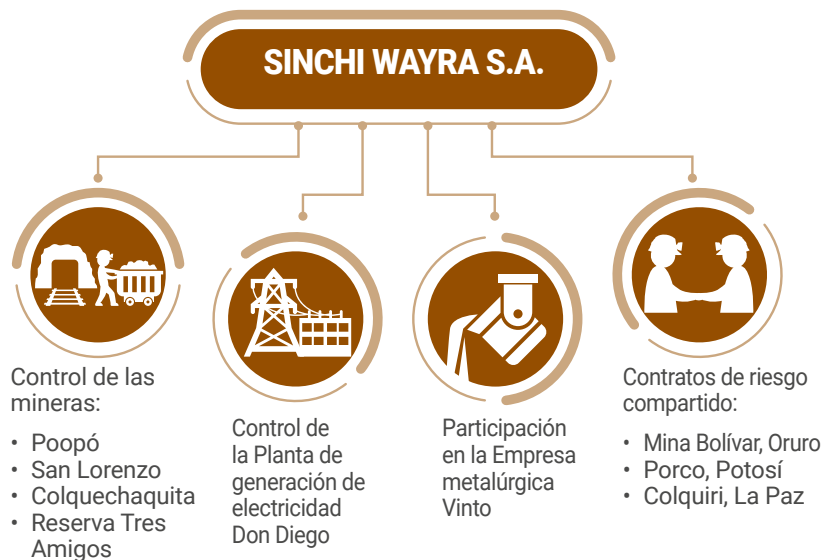 SINCHI WAYRA S.A.
Control de las
mineras:
• Poopó
• San Lorenzo
• Colquechaquita
• Reserva Tres
Amigos
Control de
la Planta de
generación de
electricidad
Don Diego
Participación
en la Empresa
metalúrgica
Vinto
Contratos de riesgo
compartido:
• Mina Bolívar, Oruro
• Porco, Potosí
• Colquiri, La Paz